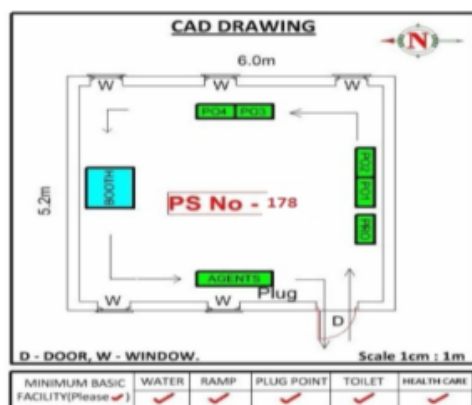 CAD DRAWING
N
6.0m
W W W
PO4 PO3
5.2m
BOOTH
PO2
PO1
PRO
PS No - 178
AGENTS
Plug
W W
D
D - DOOR, W - WINDOW. Scale 1cm : 1m
MINIMUM BASIC FACILITY(Please ✓) WATER RAMP PLUG POINT TOILET HEALTH CARE
✓ ✓ ✓ ✓ ✓